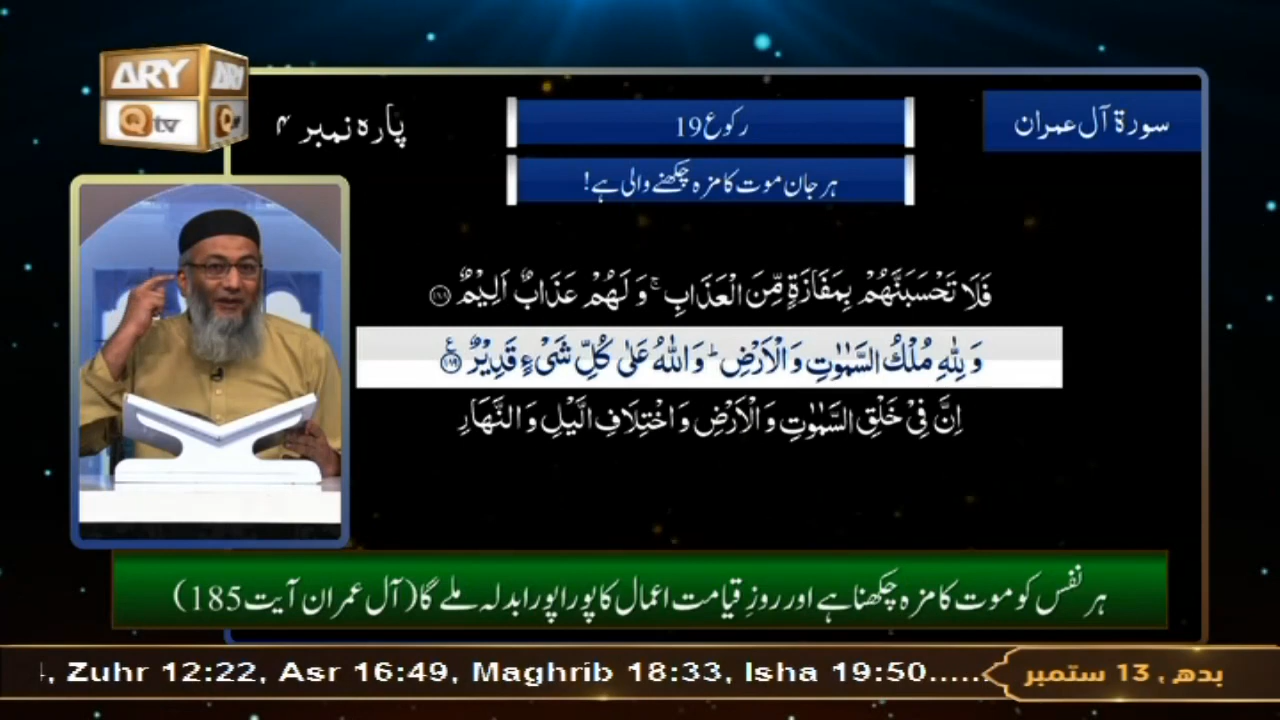 ARY
Qtv
پارہ نمبر ۴
رکوع 19
سورۃ آل عمران
ہر جان موت کا مزہ چکھنے والی ہے!
فَلَا تَحْسَبَنَّهُمْ بِمَفَازَةٍ مِّنَ الْعَذَابِ ۚ وَ لَهُمْ عَذَابٌ اَلِیْمٌ ﴿۱۸۸﴾
وَ لِلّٰهِ مُلْكُ السَّمٰوٰتِ وَ الْاَرْضِ ؕ وَ اللّٰهُ عَلٰی كُلِّ شَیْءٍ قَدِیْرٌ ﴿۱۸۹﴾ ع
اِنَّ فِیْ خَلْقِ السَّمٰوٰتِ وَ الْاَرْضِ وَ اخْتِلَافِ الَّیْلِ وَ النَّهَارِ
ہر نفس کو موت کا مزہ چکھنا ہے اور روزِ قیامت اعمال کا پورا پورا بدلہ ملے گا (آل عمران آیت 185)
, Zuhr 12:22, Asr 16:49, Maghrib 18:33, Isha 19:50......
بدھ، 13 ستمبر